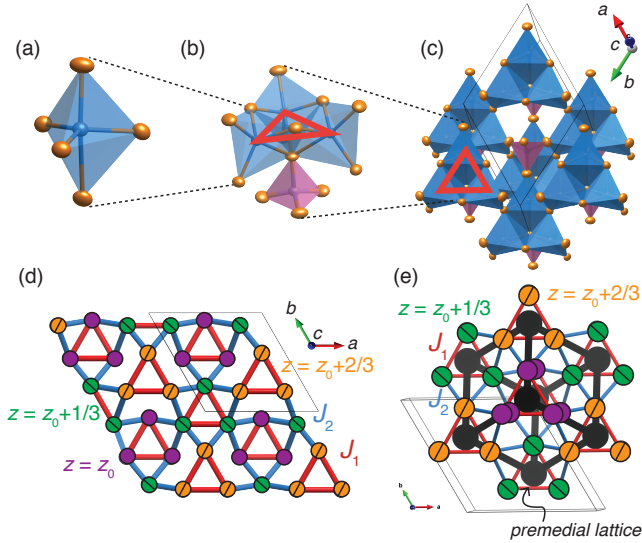 (a)
(b)
(c)
a
c
c
b
(d)
(e)
b
c
a
z = z₀+2/3
z = z₀+1/3
J₂
z = z₀
J₁
z = z₀+2/3
z = z₀+1/3
J₁
J₂
b
c
a
premedial lattice